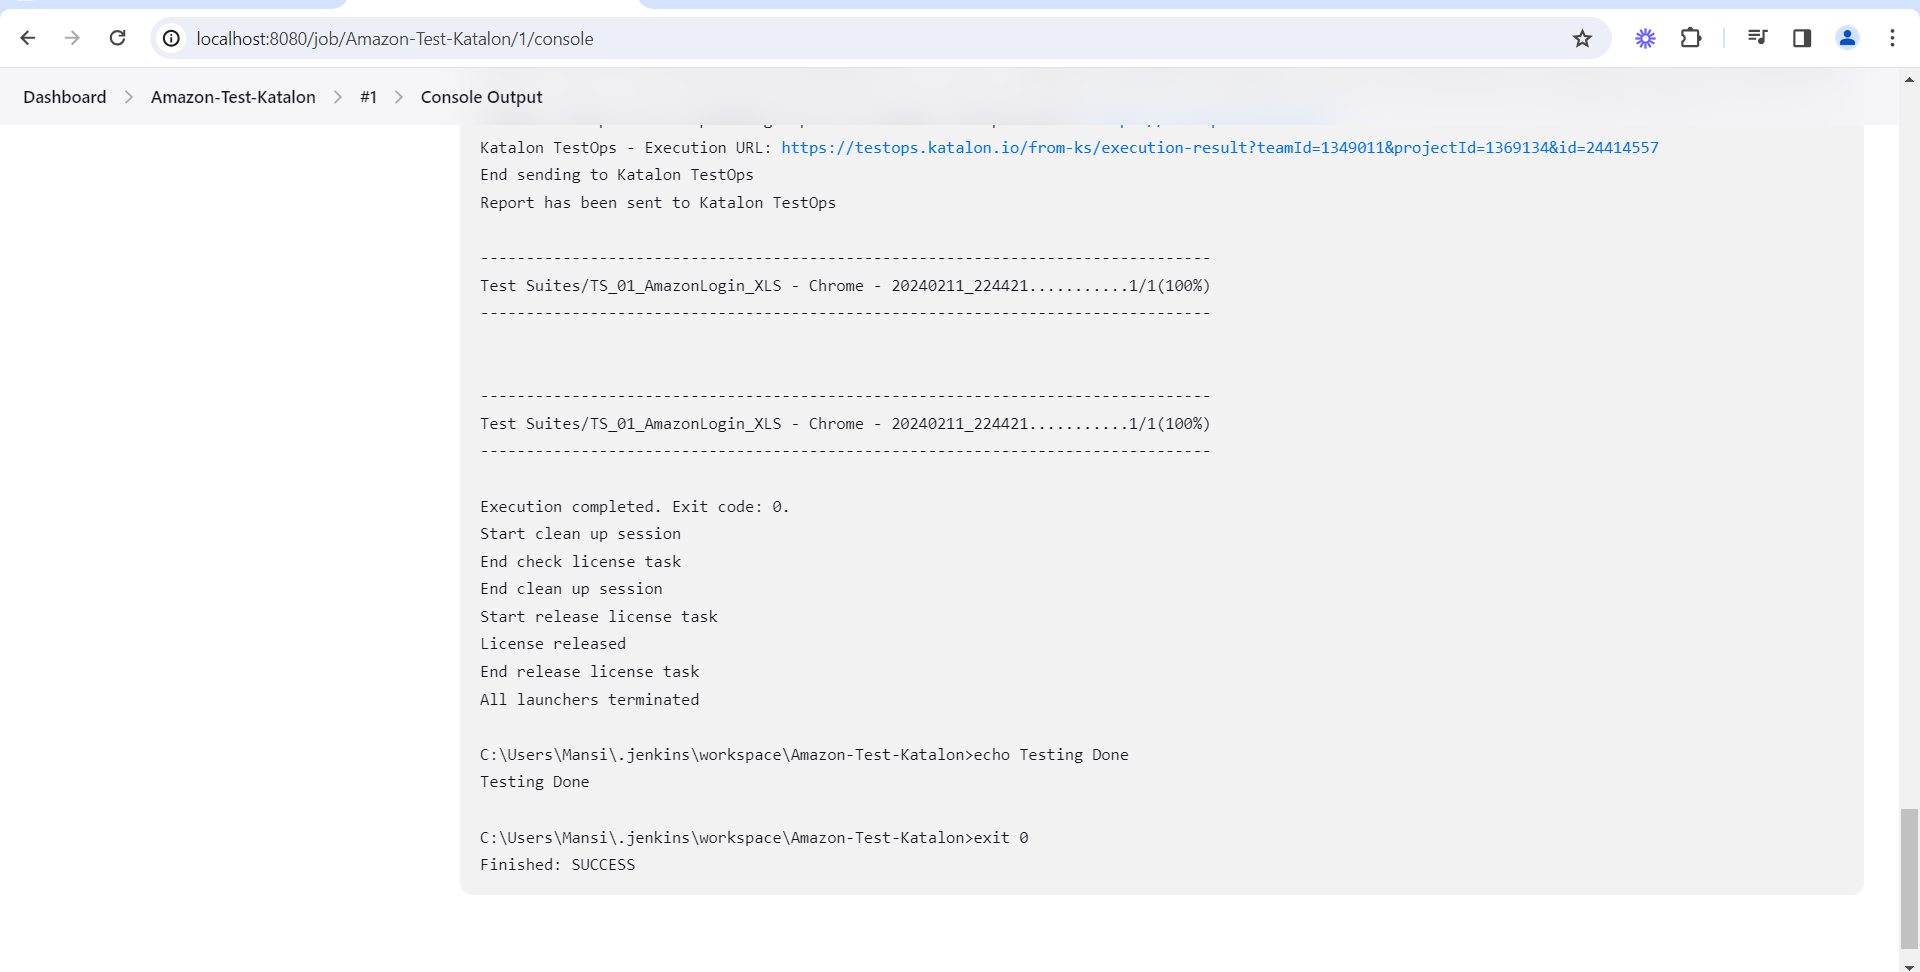 localhost:8080/job/Amazon-Test-Katalon/1/console
Dashboard > Amazon-Test-Katalon > #1 > Console Output
Katalon TestOps - Execution URL: https://testops.katalon.io/from-ks/execution-result?teamId=1349011&projectId=1369134&id=24414557
End sending to Katalon TestOps
Report has been sent to Katalon TestOps
--------------------------------------------------------------------------------
Test Suites/TS_01_AmazonLogin_XLS - Chrome - 20240211_224421...........1/1(100%)
--------------------------------------------------------------------------------
--------------------------------------------------------------------------------
Test Suites/TS_01_AmazonLogin_XLS - Chrome - 20240211_224421...........1/1(100%)
--------------------------------------------------------------------------------
Execution completed. Exit code: 0.
Start clean up session
End check license task
End clean up session
Start release license task
License released
End release license task
All launchers terminated
C:\Users\Mansi\.jenkins\workspace\Amazon-Test-Katalon>echo Testing Done
Testing Done
C:\Users\Mansi\.jenkins\workspace\Amazon-Test-Katalon>exit 0
Finished: SUCCESS